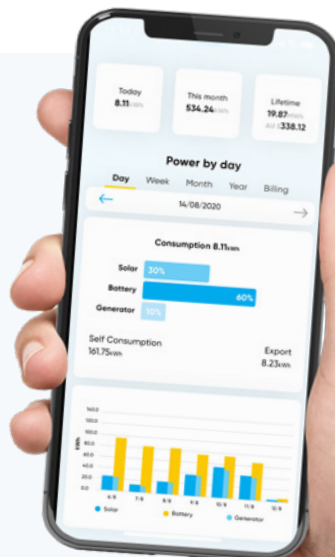 Today
8.11kWh
This month
534.24kWh
Lifetime
19.87kWh
AU $338.12
Power by day
Day Week Month Year Billing
14/08/2020
Consumption 8.11kWh
Solar 30%
Battery 60%
Generator 10%
Self Consumption
161.75kWh
Export
8.23kWh
140.0
120.0
100.0
80.0
60.0
40.0
20.0
0.0
kWh
6/8 7/8 8/8 9/8 10/8 11/8 12/8
Solar Battery Generator